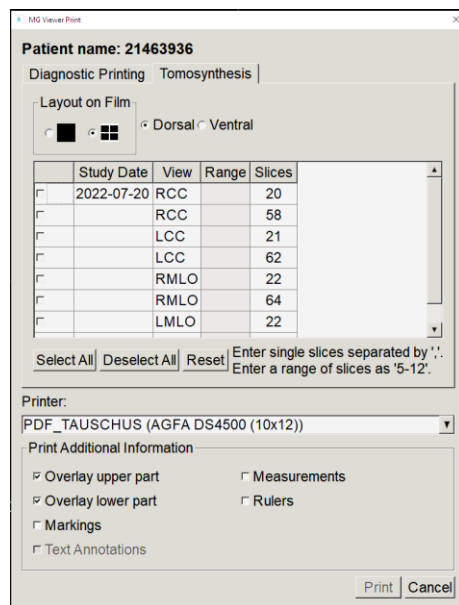 MG Viewer Print
Patient name: 21463936
Diagnostic Printing Tomosynthesis
Layout on Film
Dorsal Ventral
Study Date View Range Slices
2022-07-20 RCC 20
RCC 58
LCC 21
LCC 62
RMLO 22
RMLO 64
LMLO 22
Select All Deselect All Reset Enter single slices separated by ','.
Enter a range of slices as '5-12'.
Printer:
PDF_TAUSCHUS (AGFA DS4500 (10x12))
Print Additional Information
Overlay upper part Measurements
Overlay lower part Rulers
Markings
Text Annotations
Print Cancel